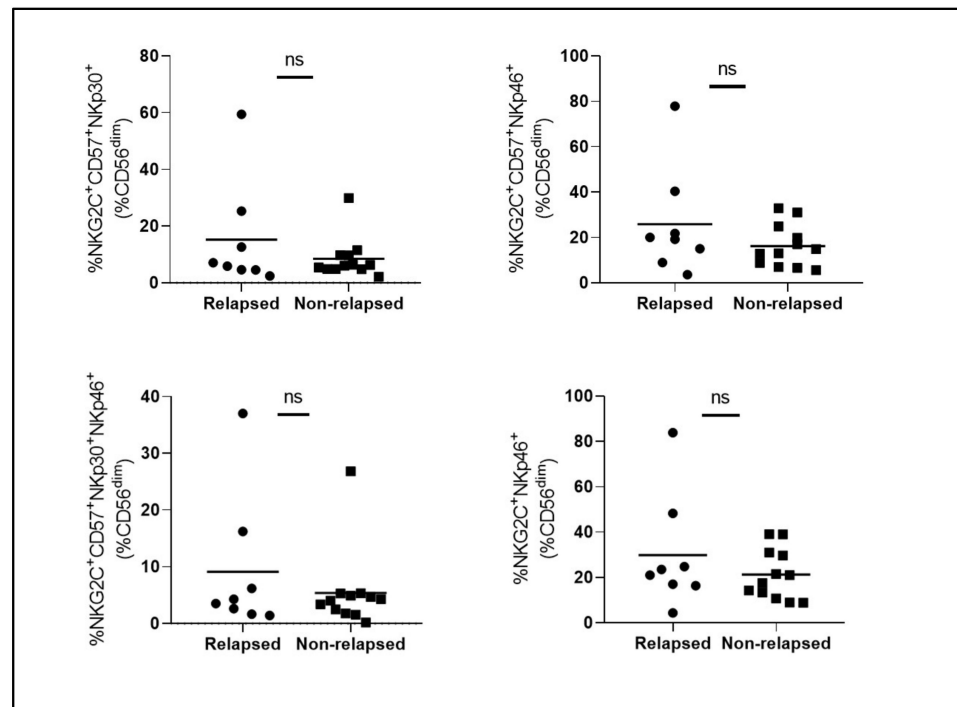 %NKG2C⁺CD57⁺NKp30⁺
(%CD56ᵈⁱᵐ)
80
60
40
20
0
ns
Relapsed Non-relapsed
%NKG2C⁺CD57⁺NKp46⁺
(%CD56ᵈⁱᵐ)
100
80
60
40
20
0
ns
Relapsed Non-relapsed
%NKG2C⁺CD57⁺NKp30⁺NKp46⁺
(%CD56ᵈⁱᵐ)
40
30
20
10
0
ns
Relapsed Non-relapsed
%NKG2C⁺NKp46⁺
(%CD56ᵈⁱᵐ)
100
80
60
40
20
0
ns
Relapsed Non-relapsed